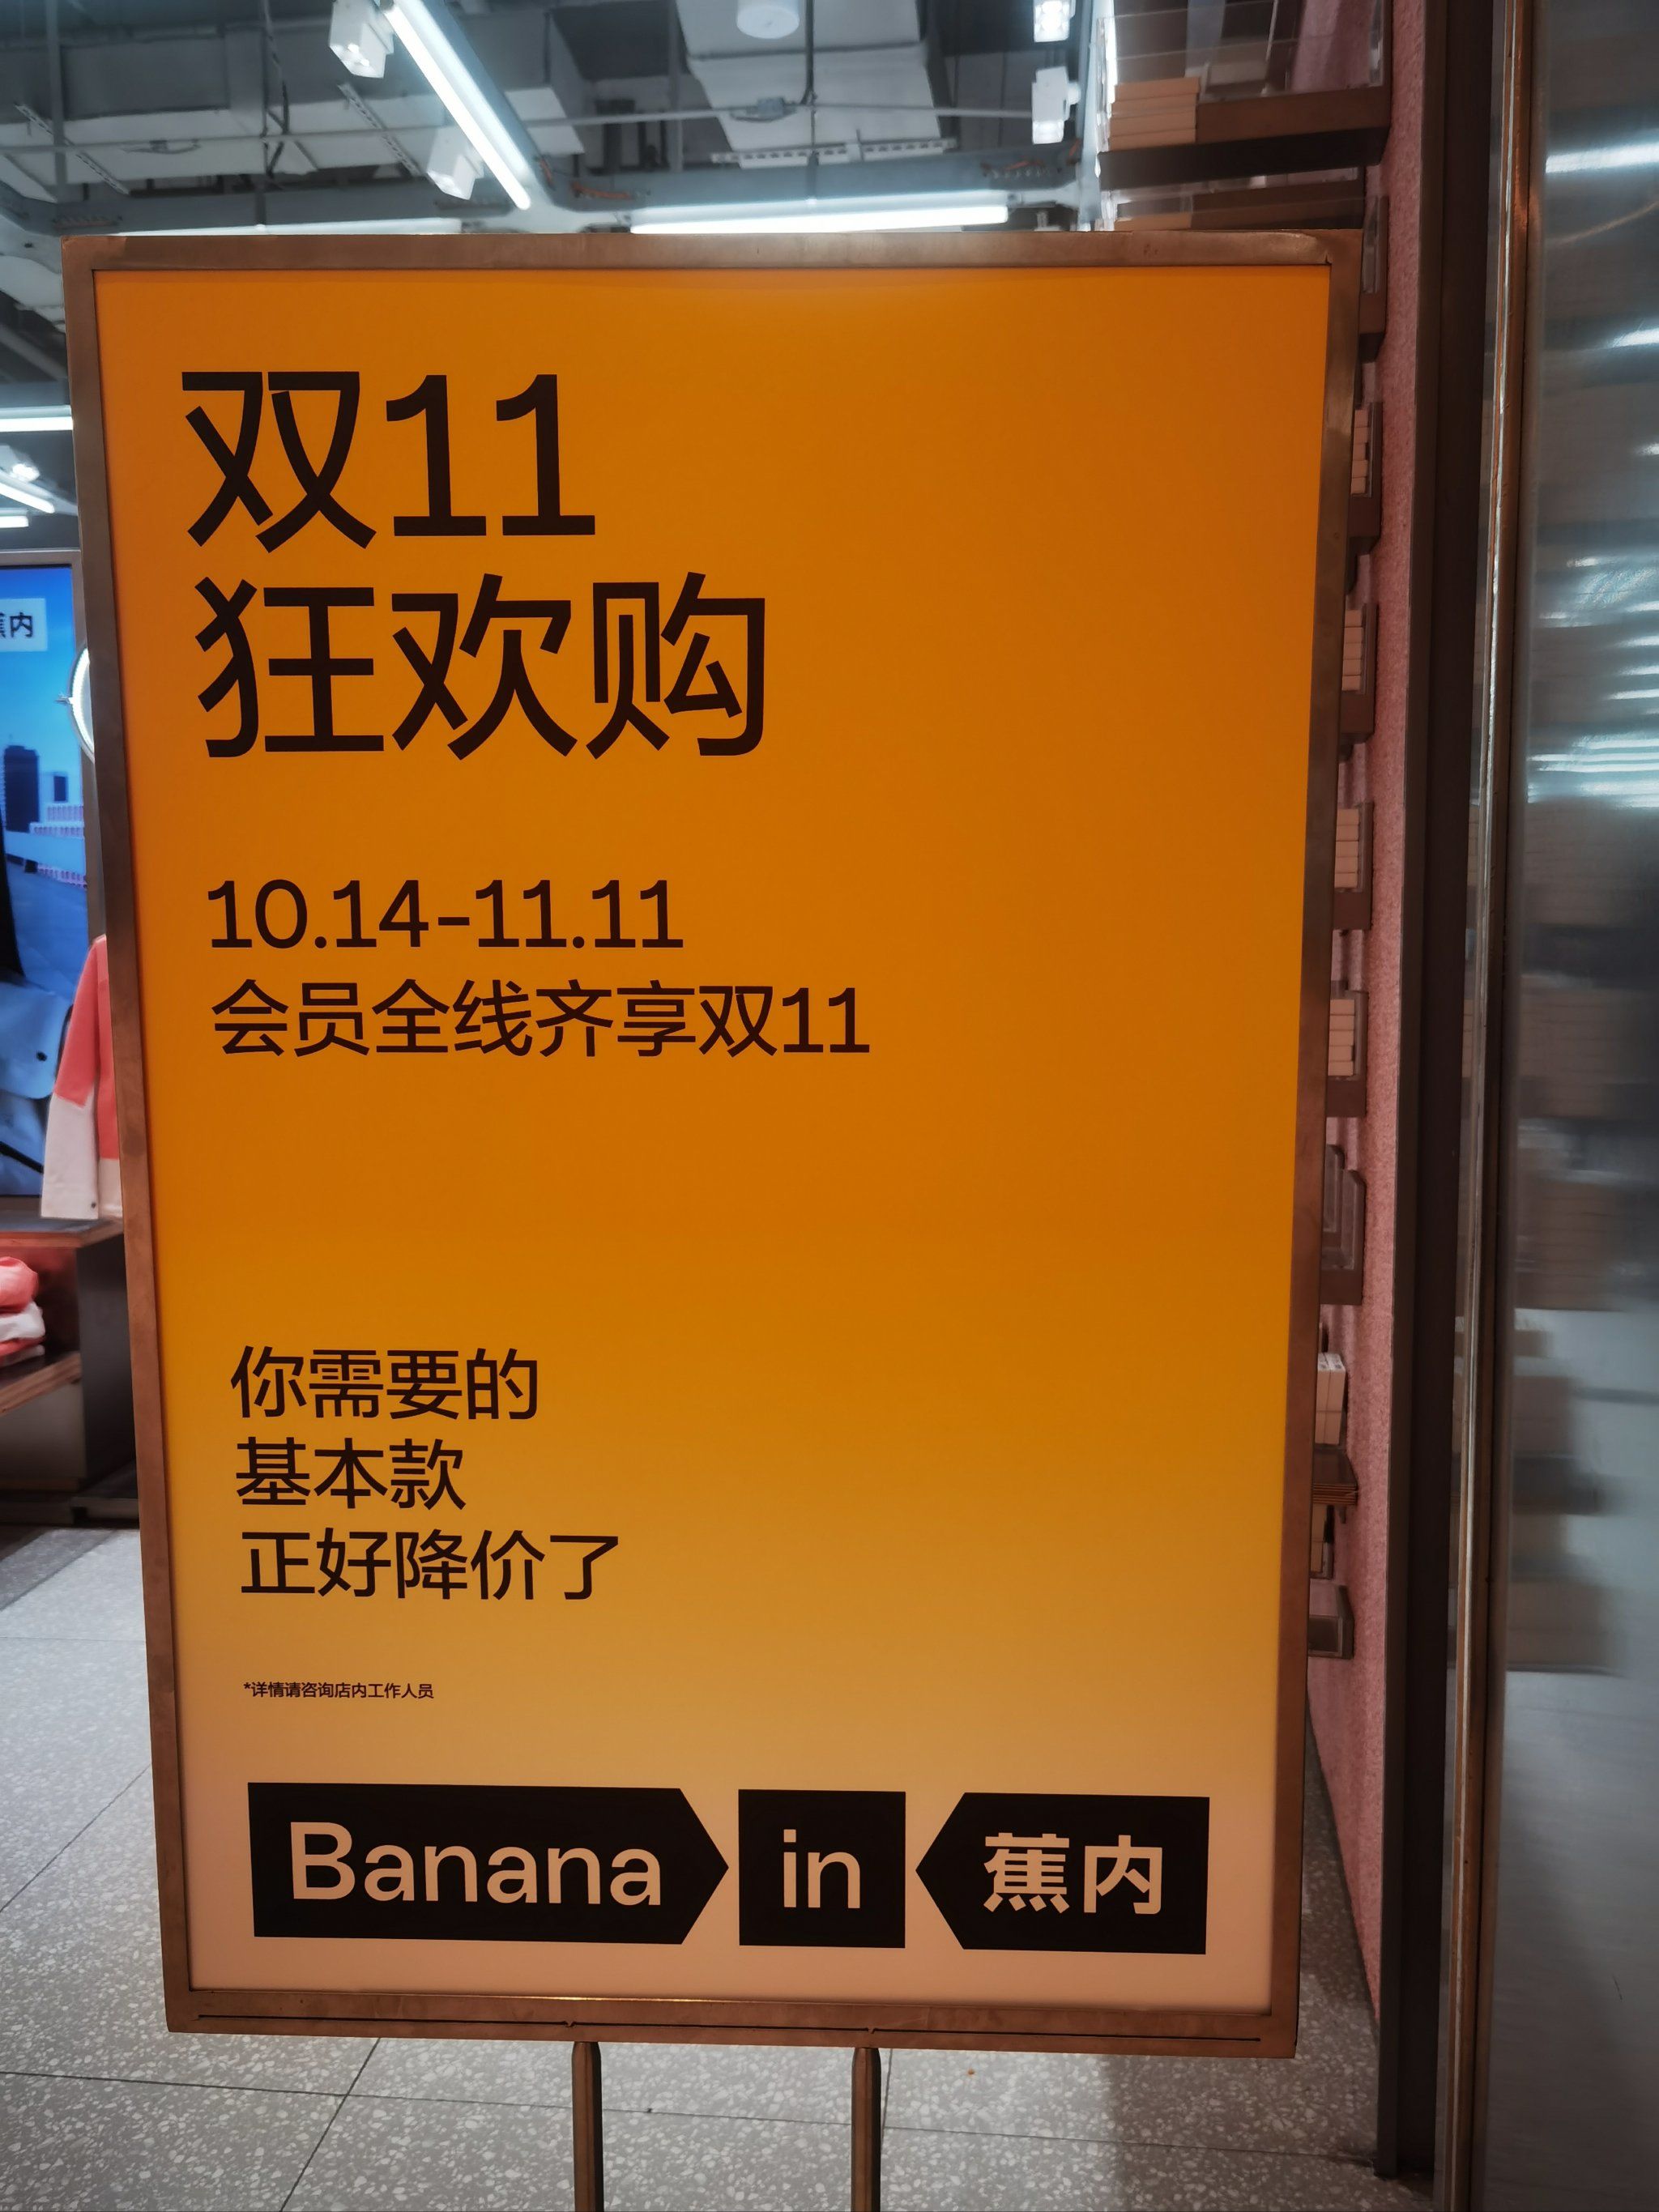 双11
狂欢购
10.14-11.11
会员全线齐享双11
你需要的
基本款
正好降价了
*详情请咨询店内工作人员
Banana in 蕉内
蕉内